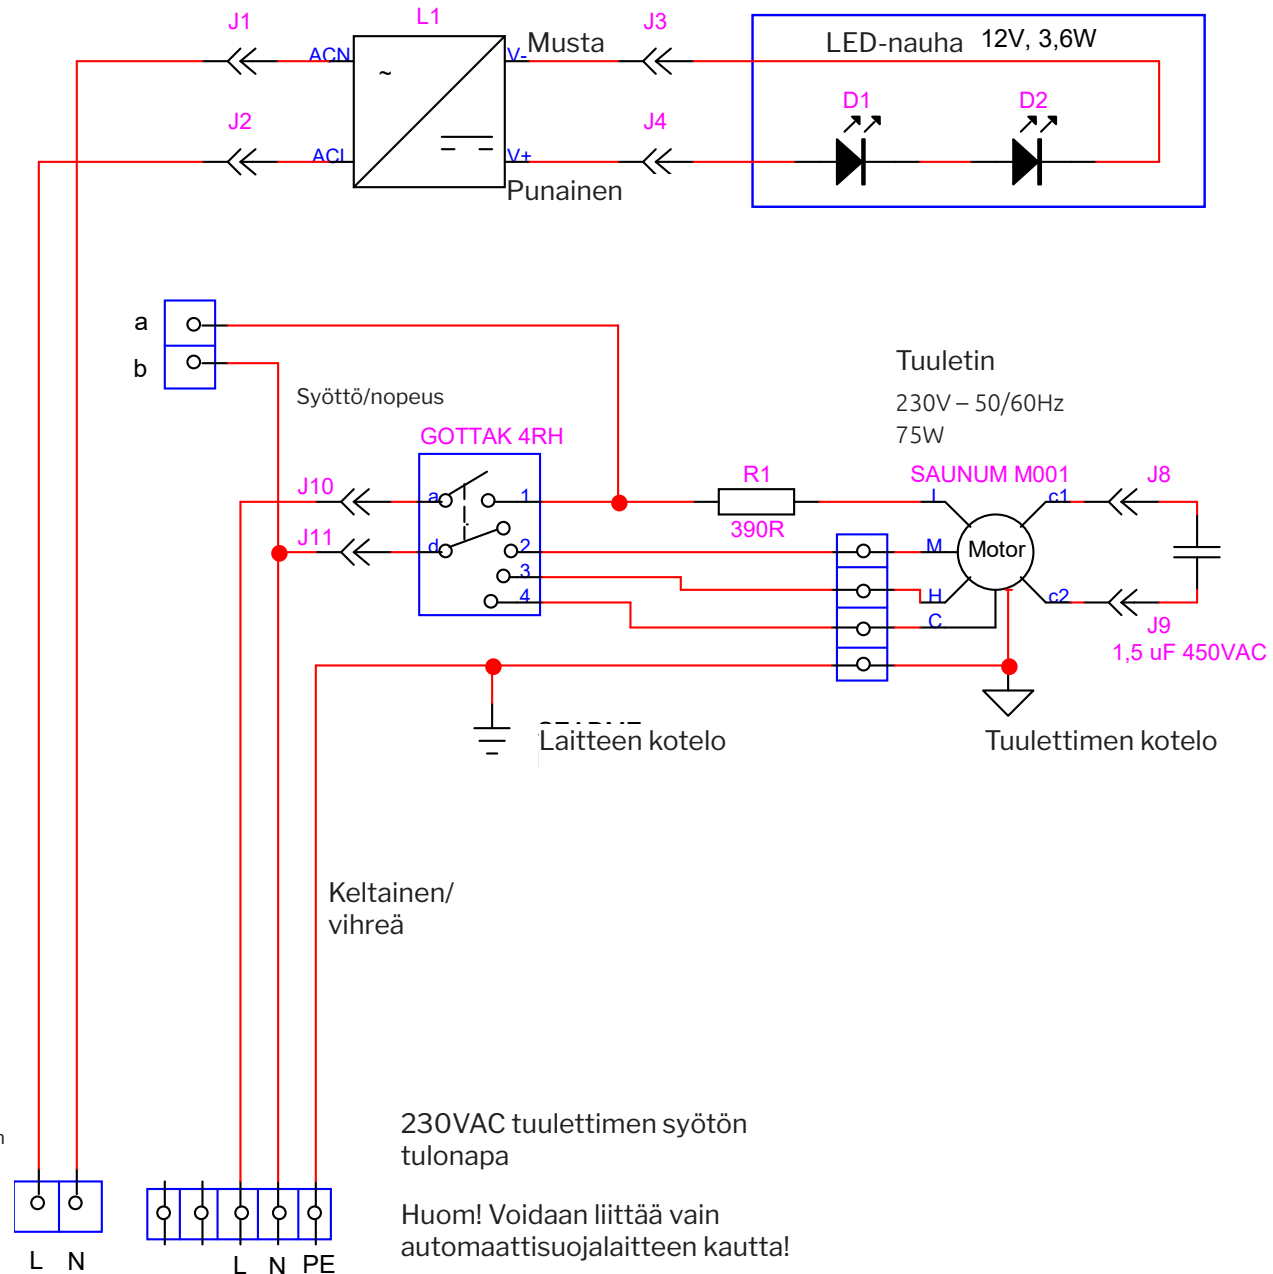 J1
L1
J3
ACN
~
V-
Musta
LED-nauha 12V, 3,6W
J2
J4
D1
D2
ACL
V+
Punainen
a
b
Syöttö/nopeus
Tuuletin
230V – 50/60Hz
75W
GOTTAK 4RH
J10
a
1
R1
390R
SAUNUM M001
L
c1
J8
J11
d
2
M
Motor
3
H
c2
4
C
J9
1,5 uF 450VAC
Laitteen kotelo
Tuulettimen kotelo
Keltainen/
vihreä
230VAC tuulettimen syötön
tulonapa
Huom! Voidaan liittää vain
automaattisuojalaitteen kautta!
L N
L N PE